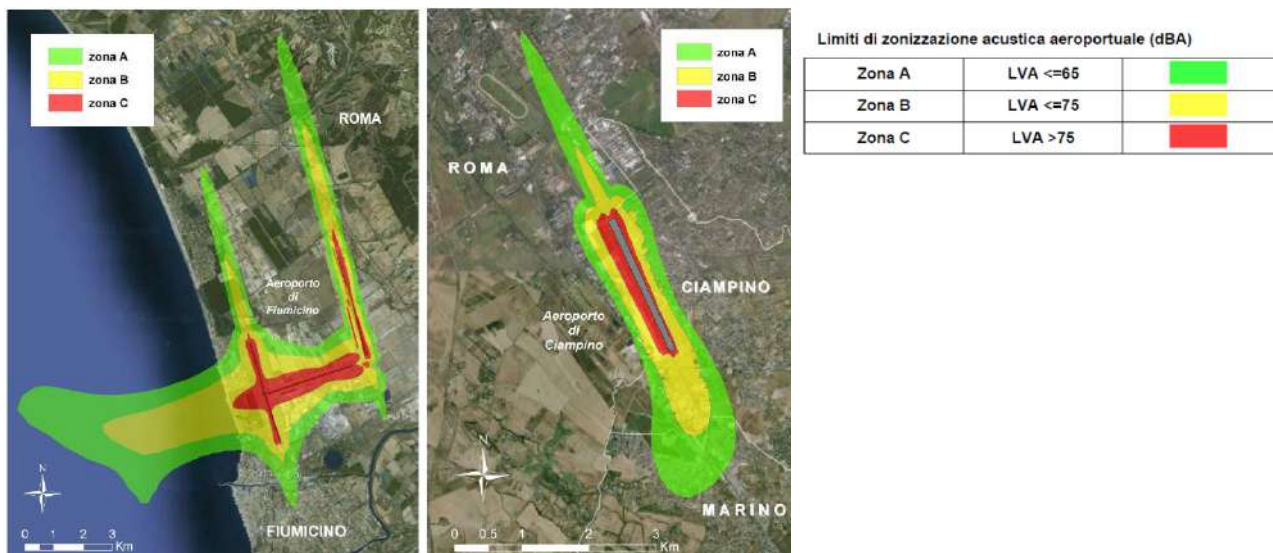 zona A
zona B
zona C
ROMA
Aeroporto
di
Fiumicino
N
FIUMICINO
0 0.5 1 2 3
Km
zona A
zona B
zona C
ROMA
CIAMPINO
Aeroporto
di
Ciampino
N
MARINO
0 0.5 1 2 3
Km
Limiti di zonizzazione acustica aeroportuale (dBA)
Zona A LVA <=65
Zona B LVA <=75
Zona C LVA >75